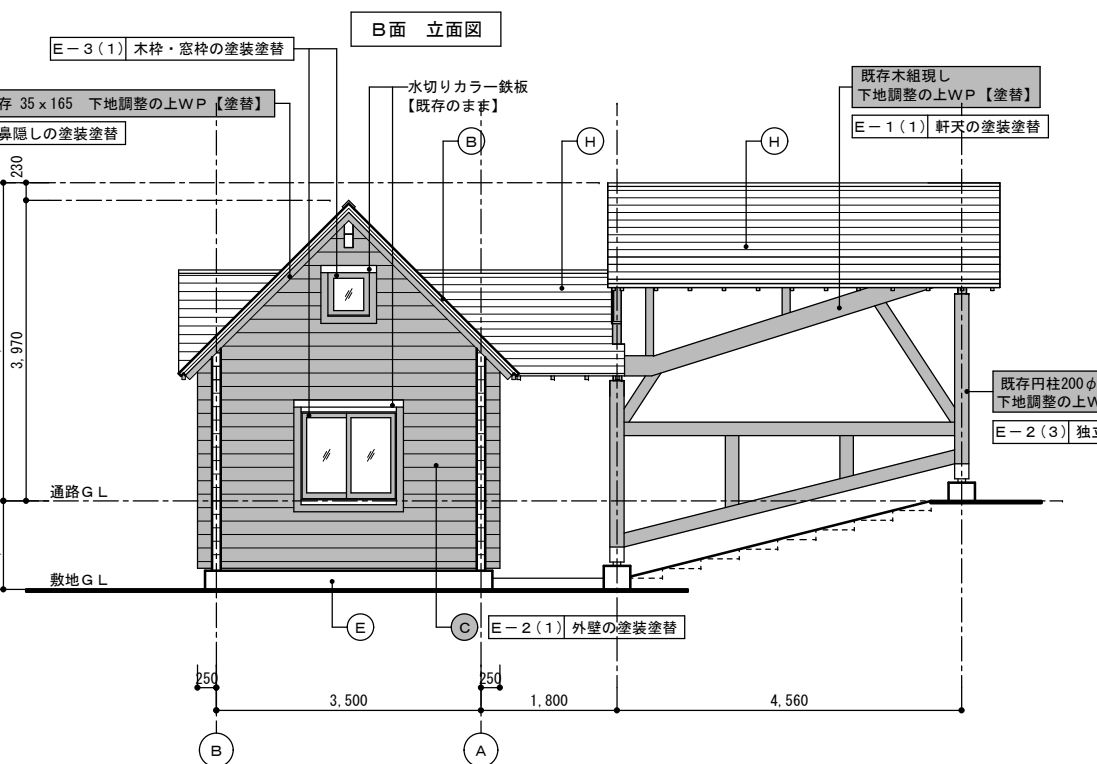 B面 立面図
E－3(1) 木枠・窓枠の塗装塗替
水切りカラー鉄板
【既存のまま】
存 35x165 下地調整の上WP【塗替】
鼻隠しの塗装塗替
既存木組現し
下地調整の上WP【塗替】
E－1(1) 軒天の塗装塗替
B
H
H
230
3,970
既存円柱200φ
下地調整の上W
E－2(3) 独立
通路GL
敷地GL
E
C
E－2(1) 外壁の塗装塗替
250
250
3,500
1,800
4,560
B
A